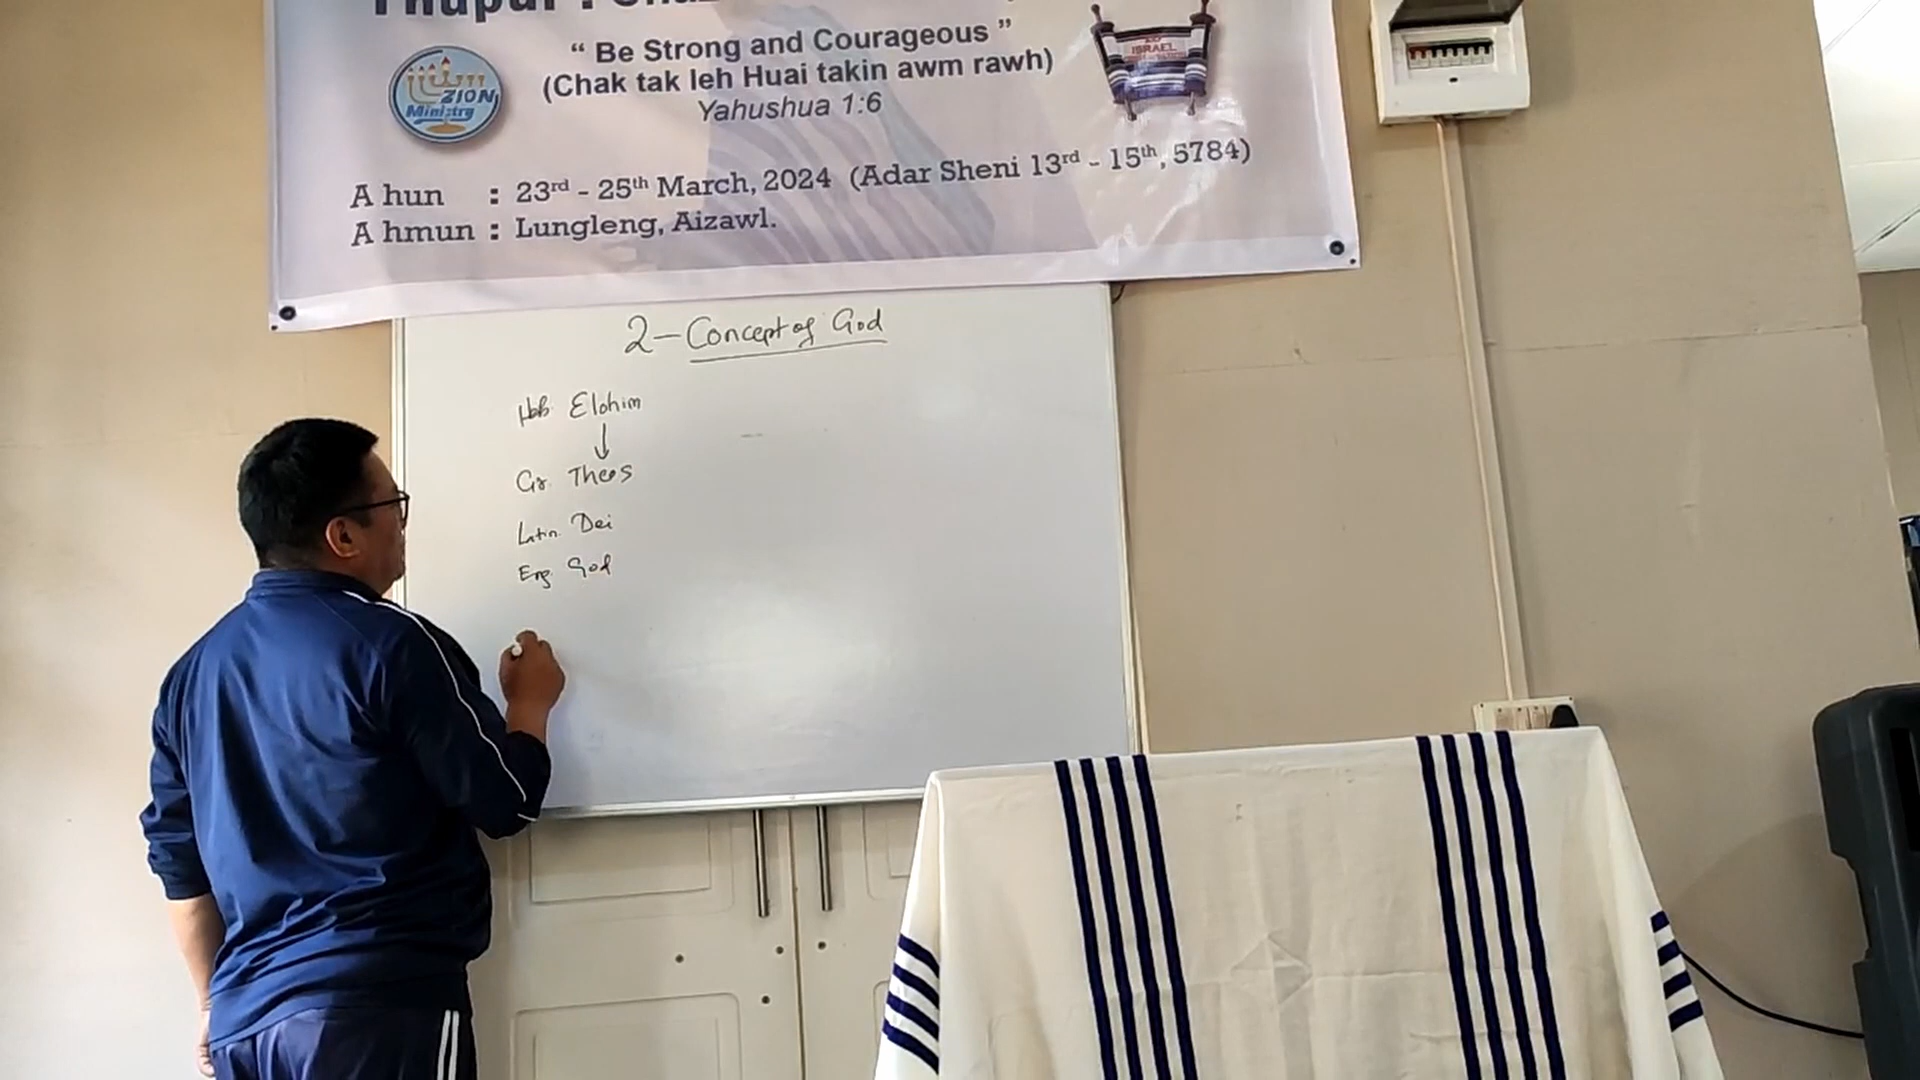 Thupui :
“ Be Strong and Courageous ”
(Chak tak leh Huai takin awm rawh)
Yahushua 1:6
ZION
Ministry
ISRAEL
A hun : 23rd - 25th March, 2024 (Adar Sheni 13rd - 15th, 5784)
A hmun : Lungleng, Aizawl.
2 — Concept of God
Heb. Elohim
↓
Gr. Theos
Latin. Dei
Eng. God